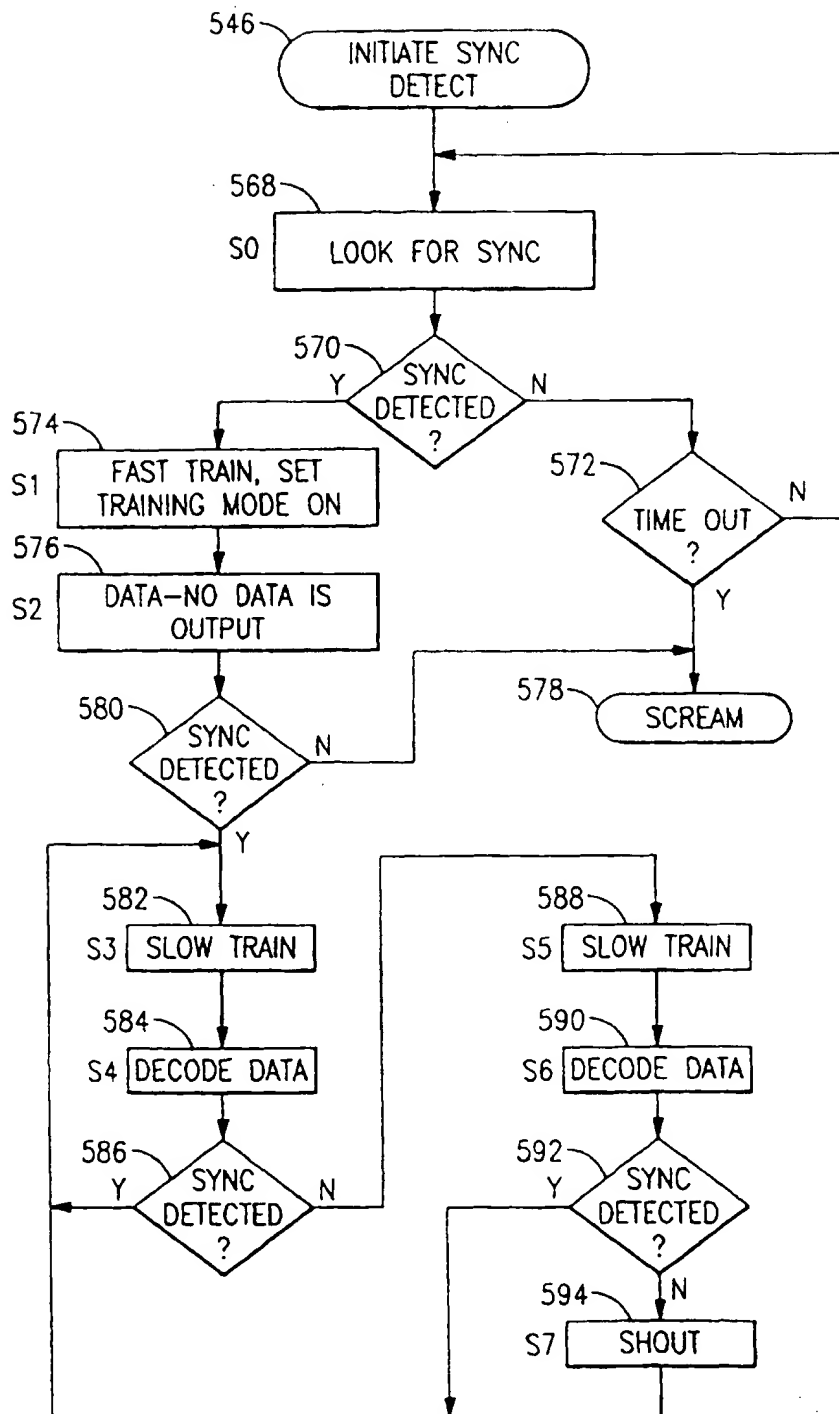 546
INITIATE SYNC
DETECT
568
S0
LOOK FOR SYNC
570
SYNC
DETECTED
?
Y
N
574
S1
FAST TRAIN, SET
TRAINING MODE ON
572
TIME OUT
?
N
Y
576
S2
DATA-NO DATA IS
OUTPUT
578
SCREAM
580
SYNC
DETECTED
?
N
Y
582
S3
SLOW TRAIN
588
S5
SLOW TRAIN
584
S4
DECODE DATA
590
S6
DECODE DATA
586
SYNC
DETECTED
?
Y
N
592
SYNC
DETECTED
?
Y
N
594
S7
SHOUT